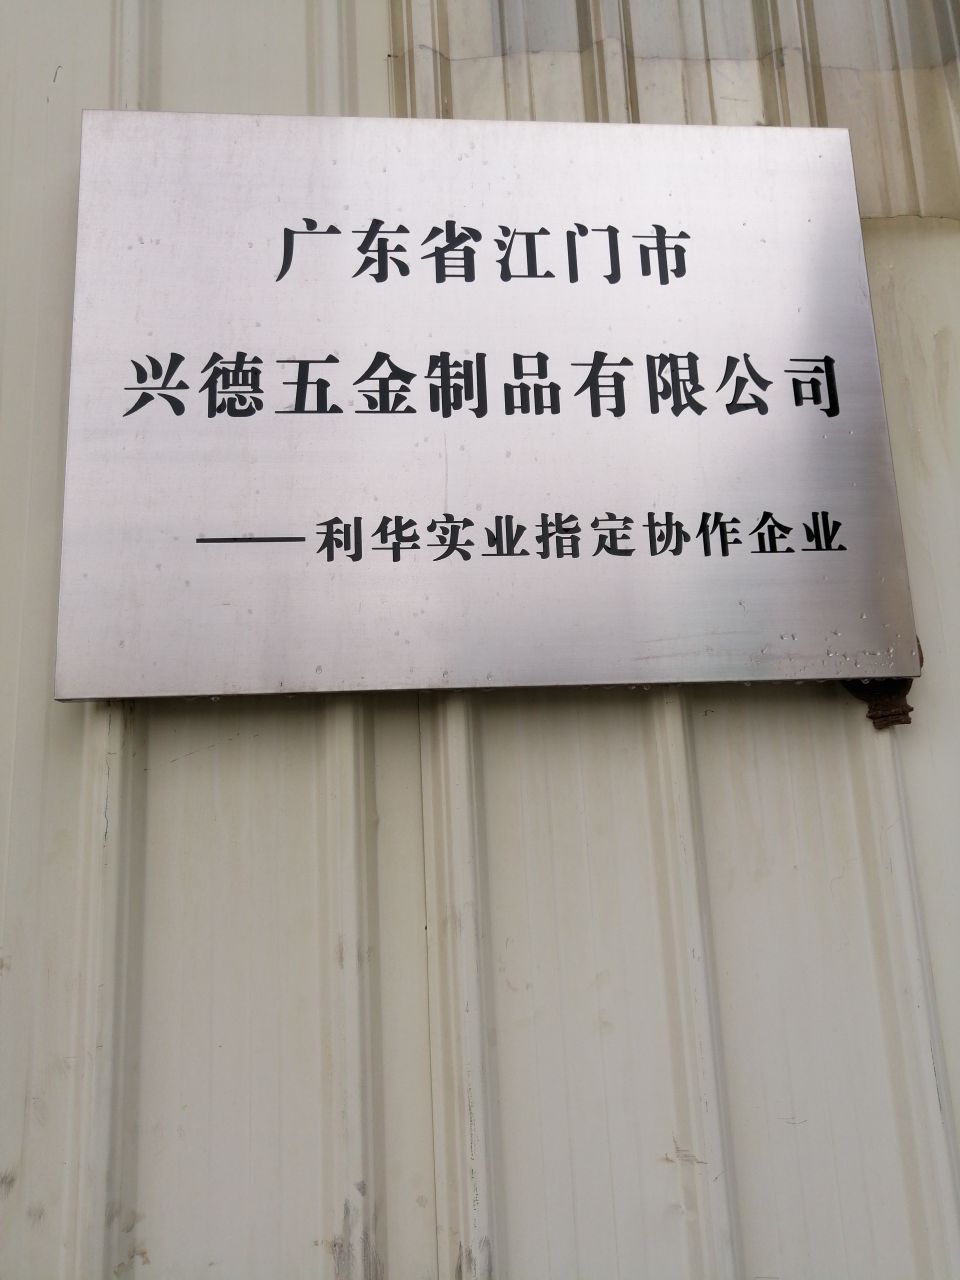 广东省江门市
兴德五金制品有限公司
——利华实业指定协作企业